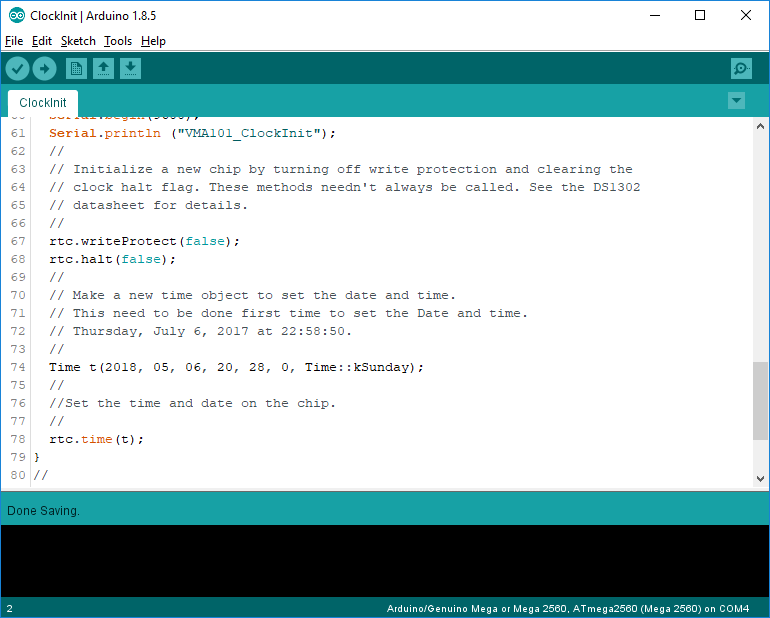 ClockInit | Arduino 1.8.5
File Edit Sketch Tools Help
ClockInit
60 Serial.begin(9600);
61 Serial.println ("VMA101_ClockInit");
62 //
63 // Initialize a new chip by turning off write protection and clearing the
64 // clock halt flag. These methods needn't always be called. See the DS1302
65 // datasheet for details.
66 //
67 rtc.writeProtect(false);
68 rtc.halt(false);
69 //
70 // Make a new time object to set the date and time.
71 // This need to be done first time to set the Date and time.
72 // Thursday, July 6, 2017 at 22:58:50.
73 //
74 Time t(2018, 05, 06, 20, 28, 0, Time::kSunday);
75 //
76 //Set the time and date on the chip.
77 //
78 rtc.time(t);
79 }
80 //
Done Saving.
2 Arduino/Genuino Mega or Mega 2560, ATmega2560 (Mega 2560) on COM4